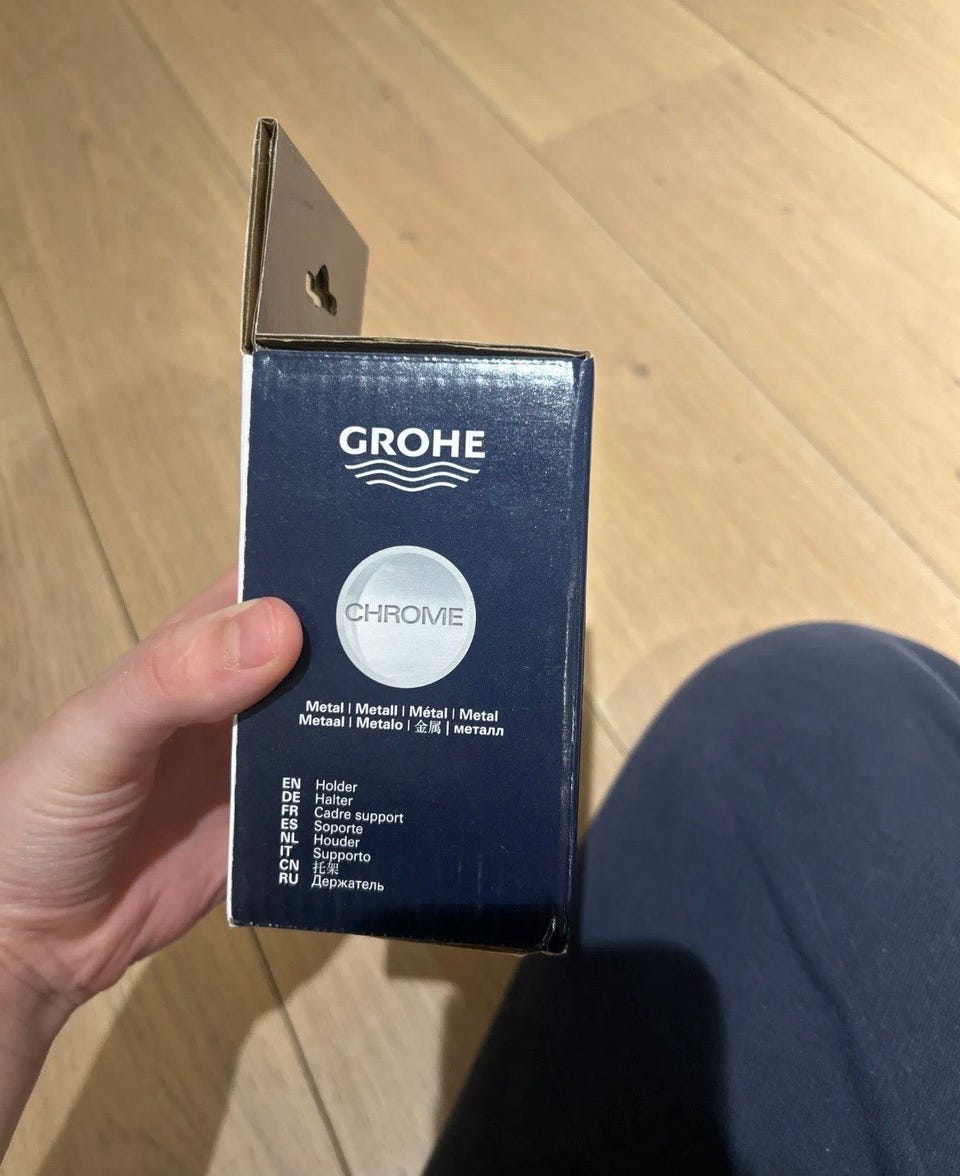 GROHE
CHROME
Metal | Metall | Métal | Metal
Metaal | Metalo | 金属 | металл
EN Holder
DE Halter
FR Cadre support
ES Soporte
NL Houder
IT Supporto
CN 托架
RU Держатель